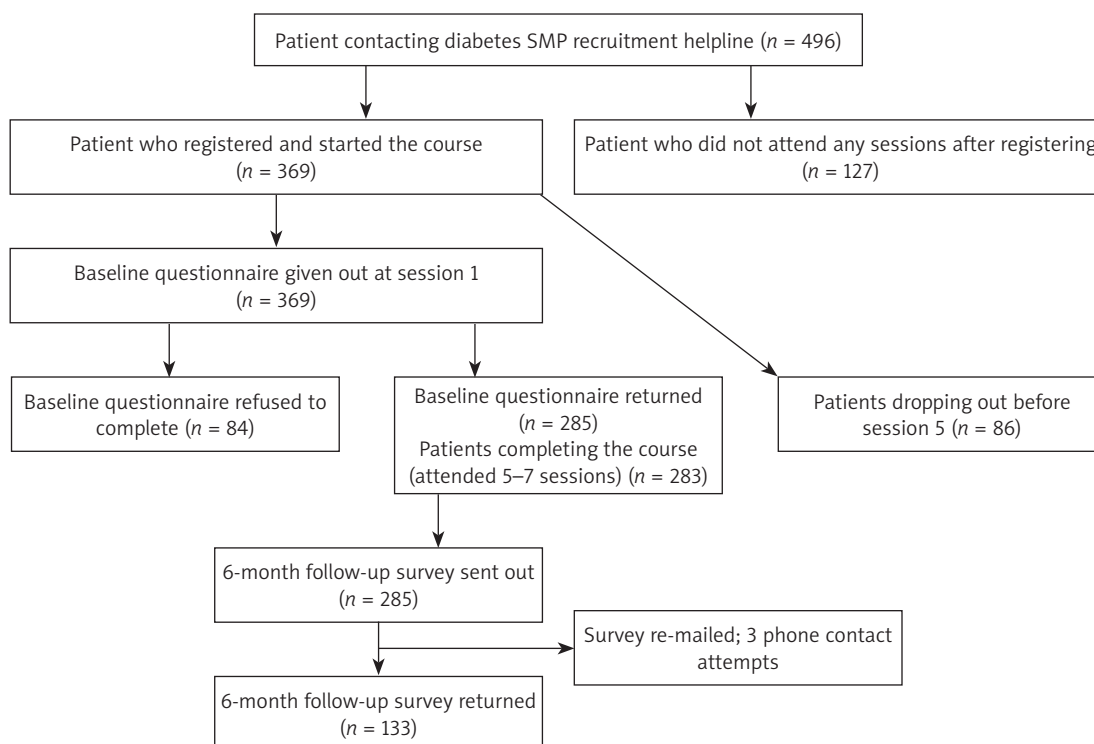 Patient contacting diabetes SMP recruitment helpline (n = 496)
Patient who registered and started the course
(n = 369)
Patient who did not attend any sessions after registering
(n = 127)
Baseline questionnaire given out at session 1
(n = 369)
Baseline questionnaire refused to
complete (n = 84)
Baseline questionnaire returned
(n = 285)
Patients completing the course
(attended 5–7 sessions) (n = 283)
Patients dropping out before
session 5 (n = 86)
6-month follow-up survey sent out
(n = 285)
Survey re-mailed; 3 phone contact
attempts
6-month follow-up survey returned
(n = 133)